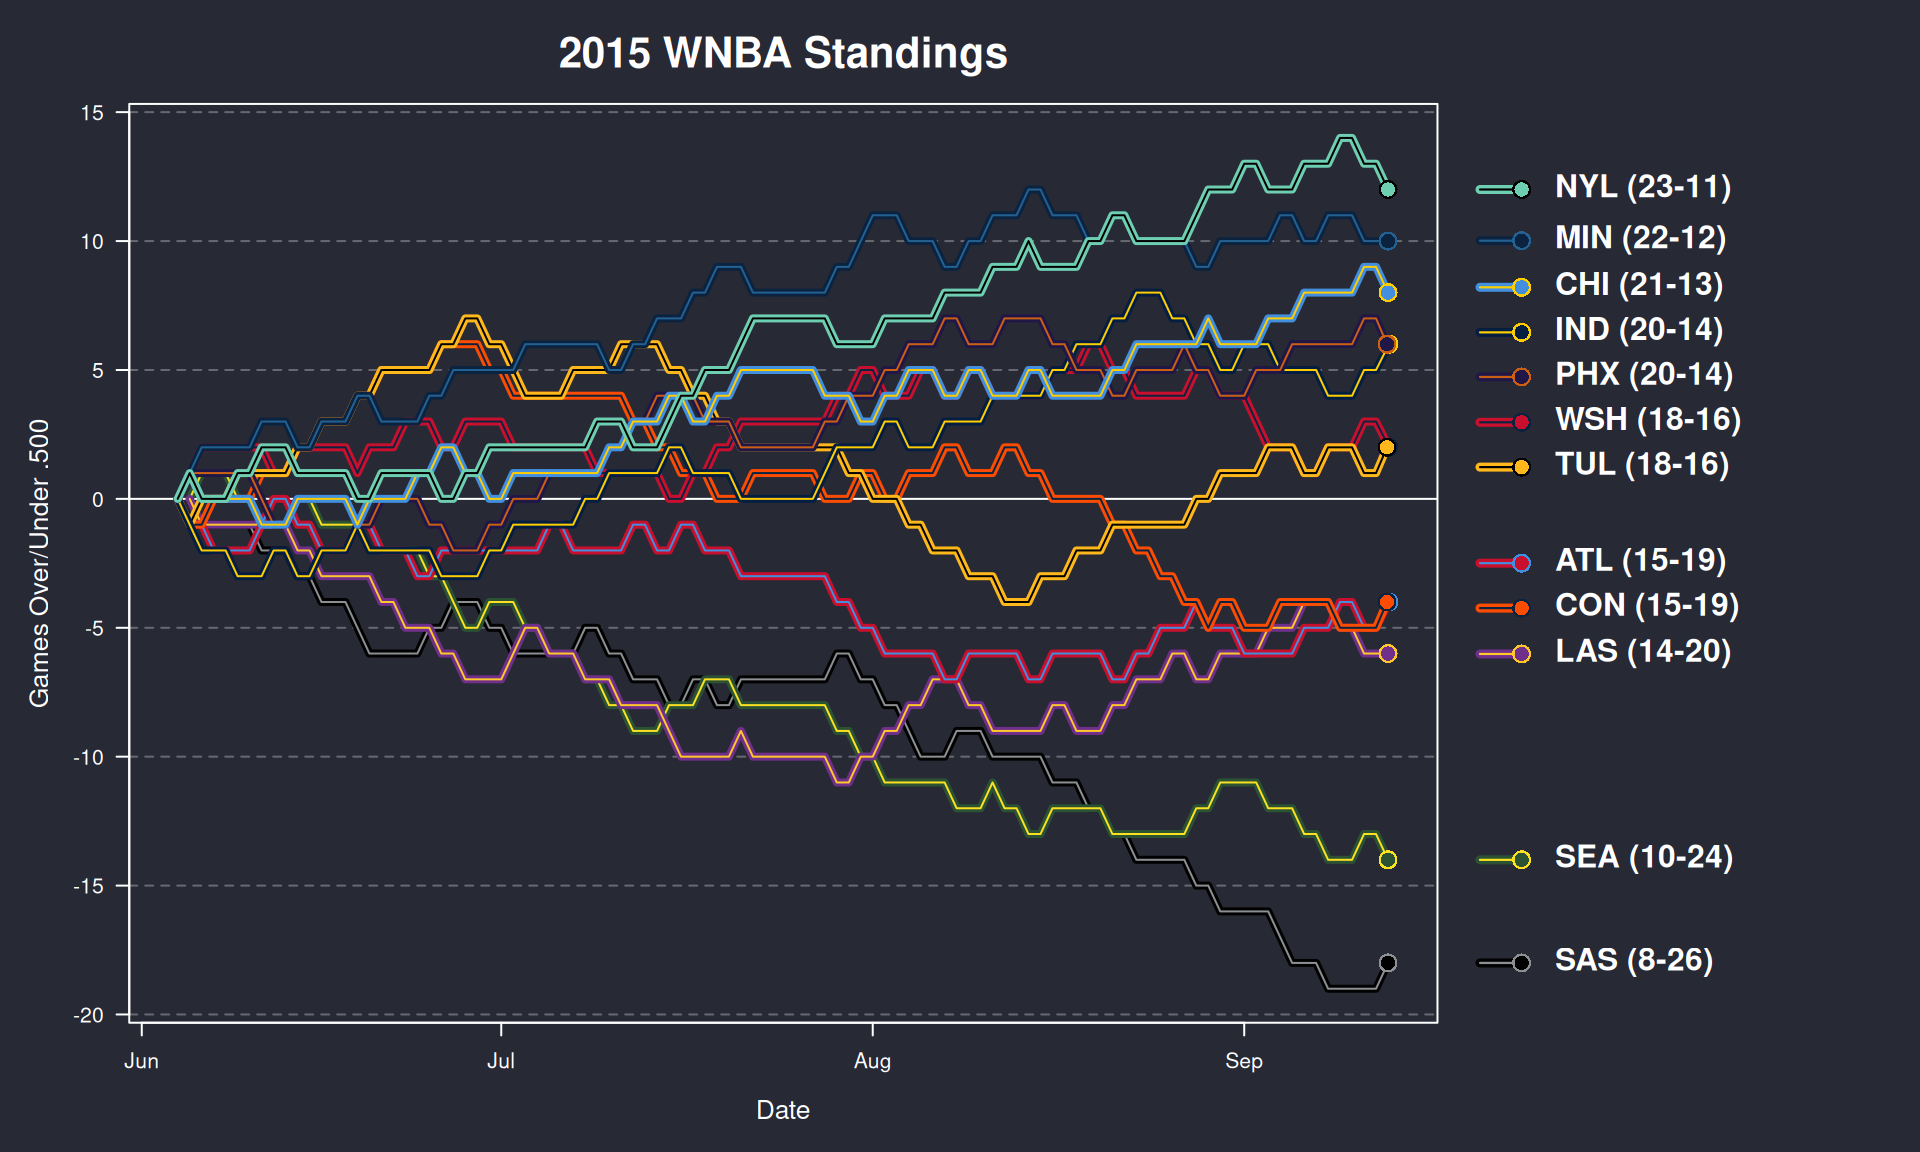 2015 WNBA Standings
15
10
5
0
-5
-10
-15
-20
Games Over/Under .500
Jun
Jul
Aug
Sep
Date
NYL (23-11)
MIN (22-12)
CHI (21-13)
IND (20-14)
PHX (20-14)
WSH (18-16)
TUL (18-16)
ATL (15-19)
CON (15-19)
LAS (14-20)
SEA (10-24)
SAS (8-26)